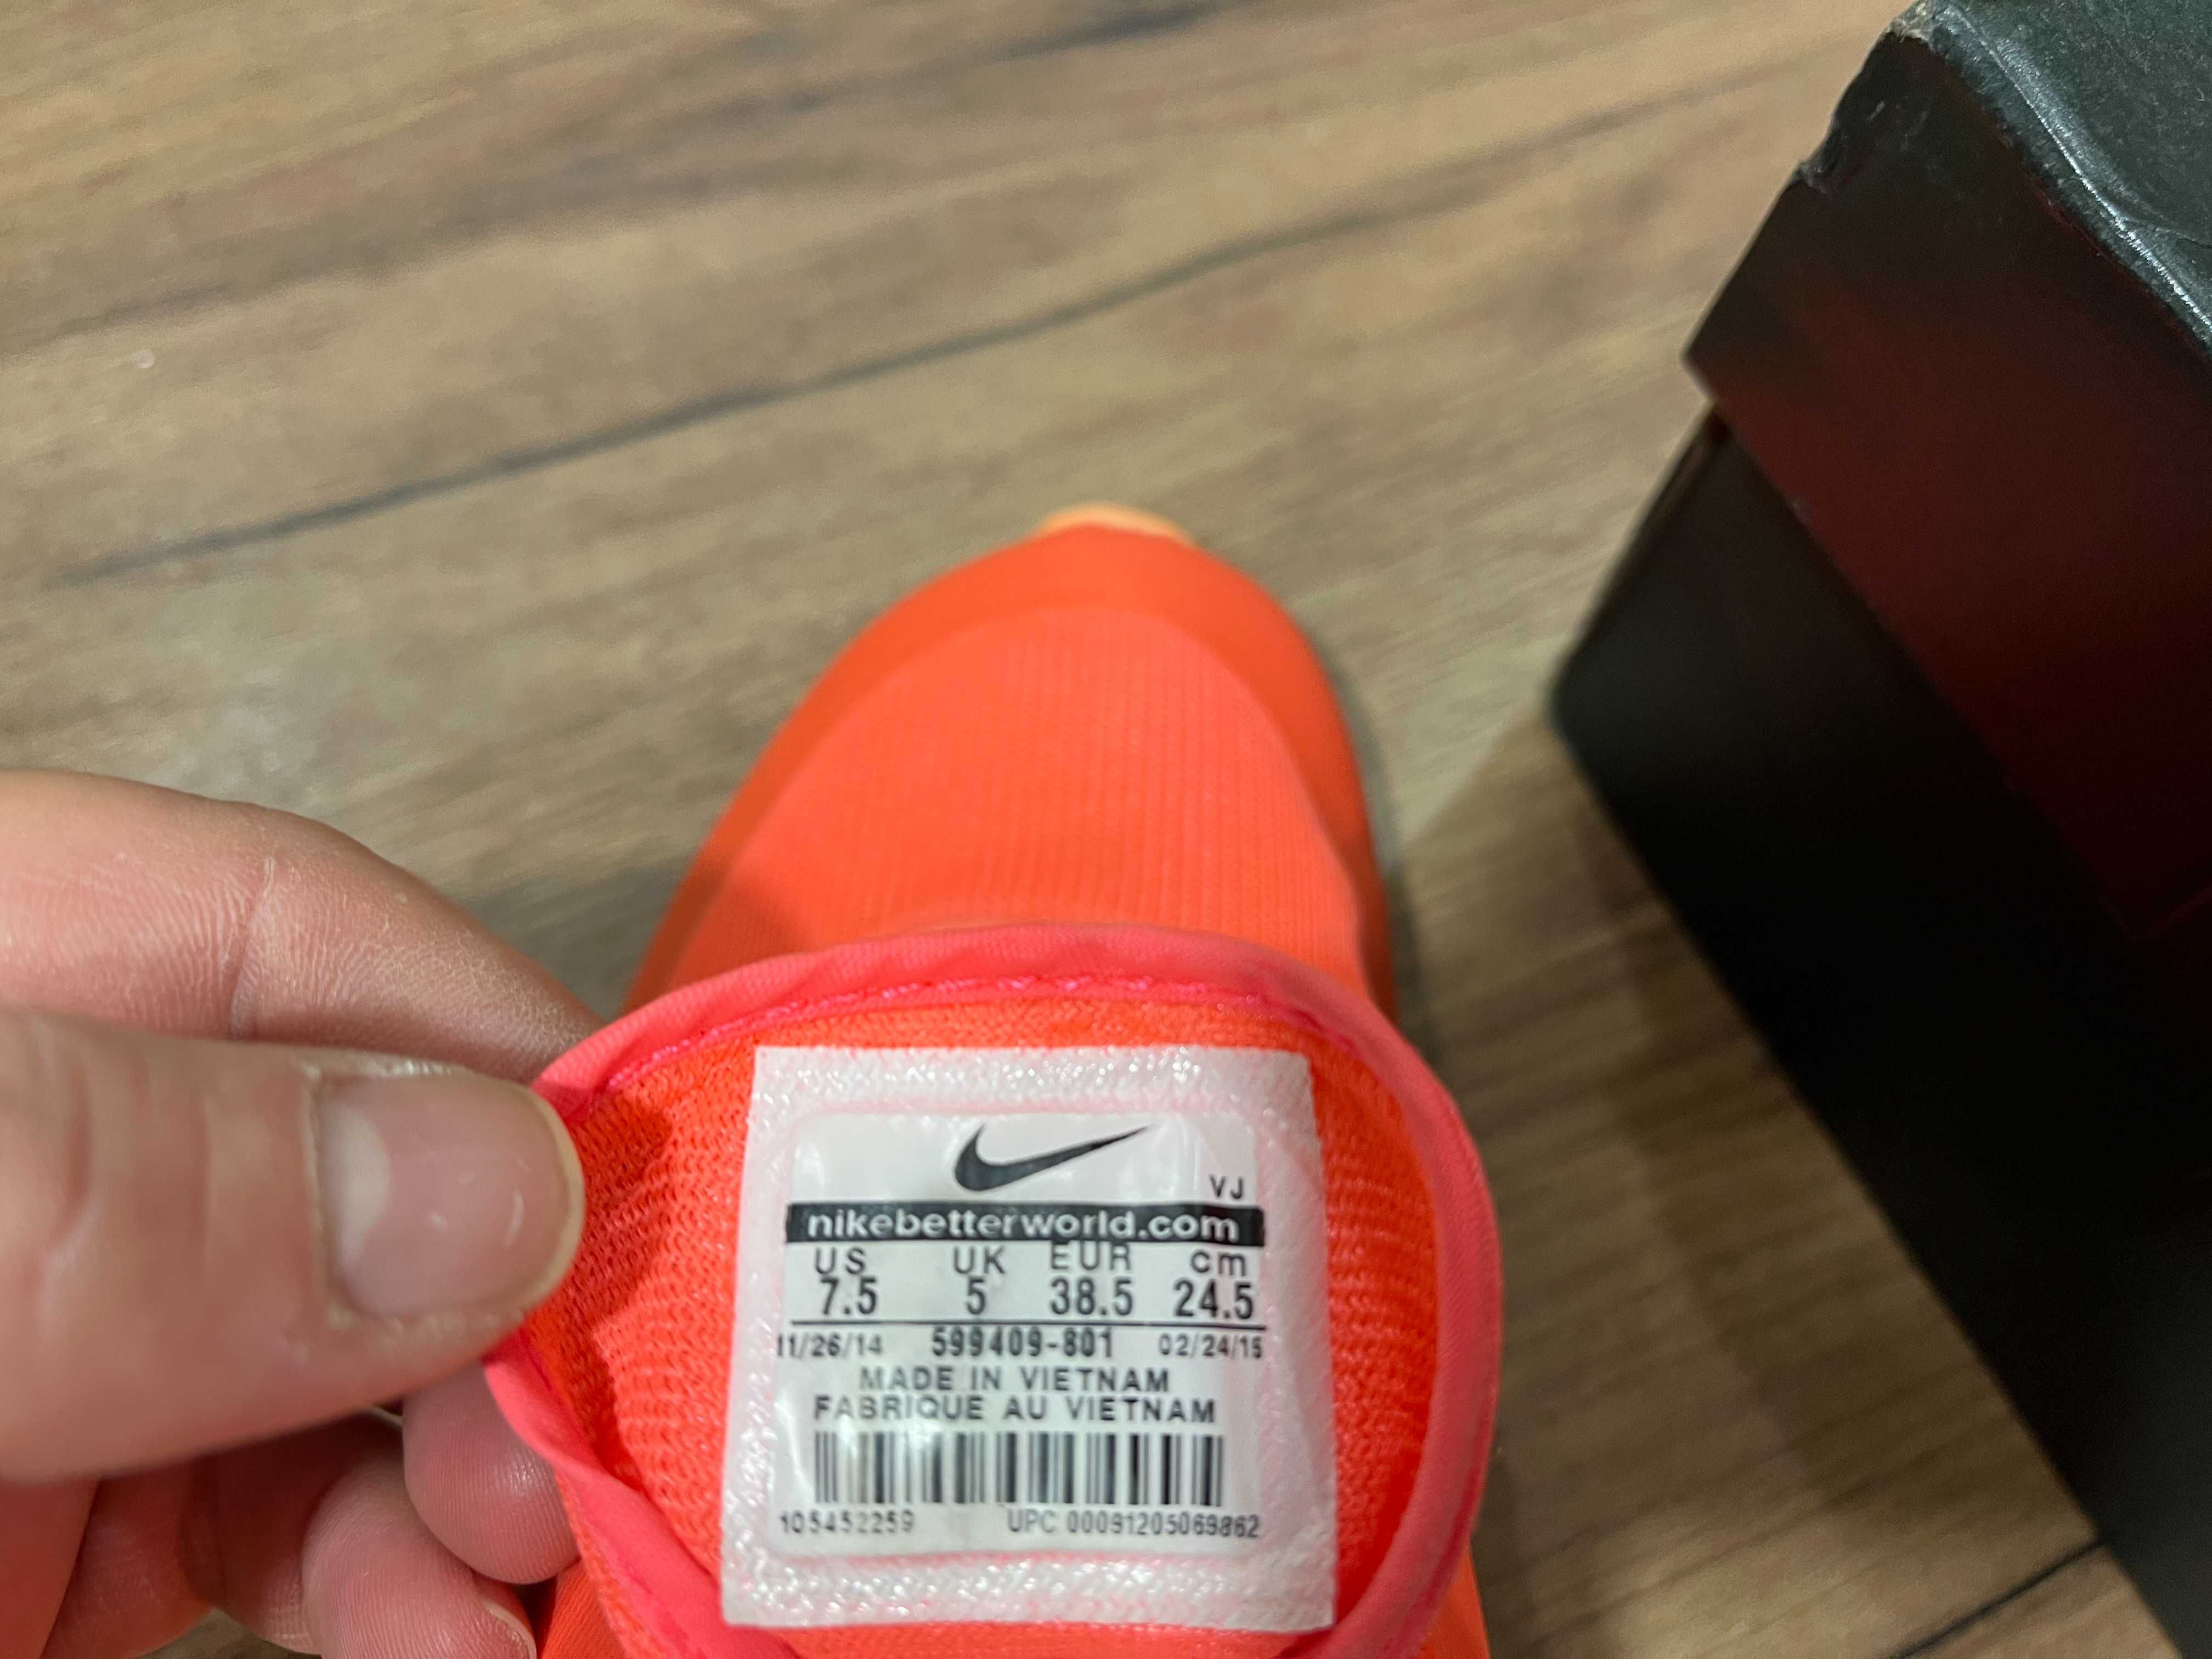 VJ
nikebetterworld.com
US UK EUR cm
7.5 5 38.5 24.5
11/26/14 599409-801 02/24/15
MADE IN VIETNAM
FABRIQUE AU VIETNAM
105452259 UPC 00091205069862